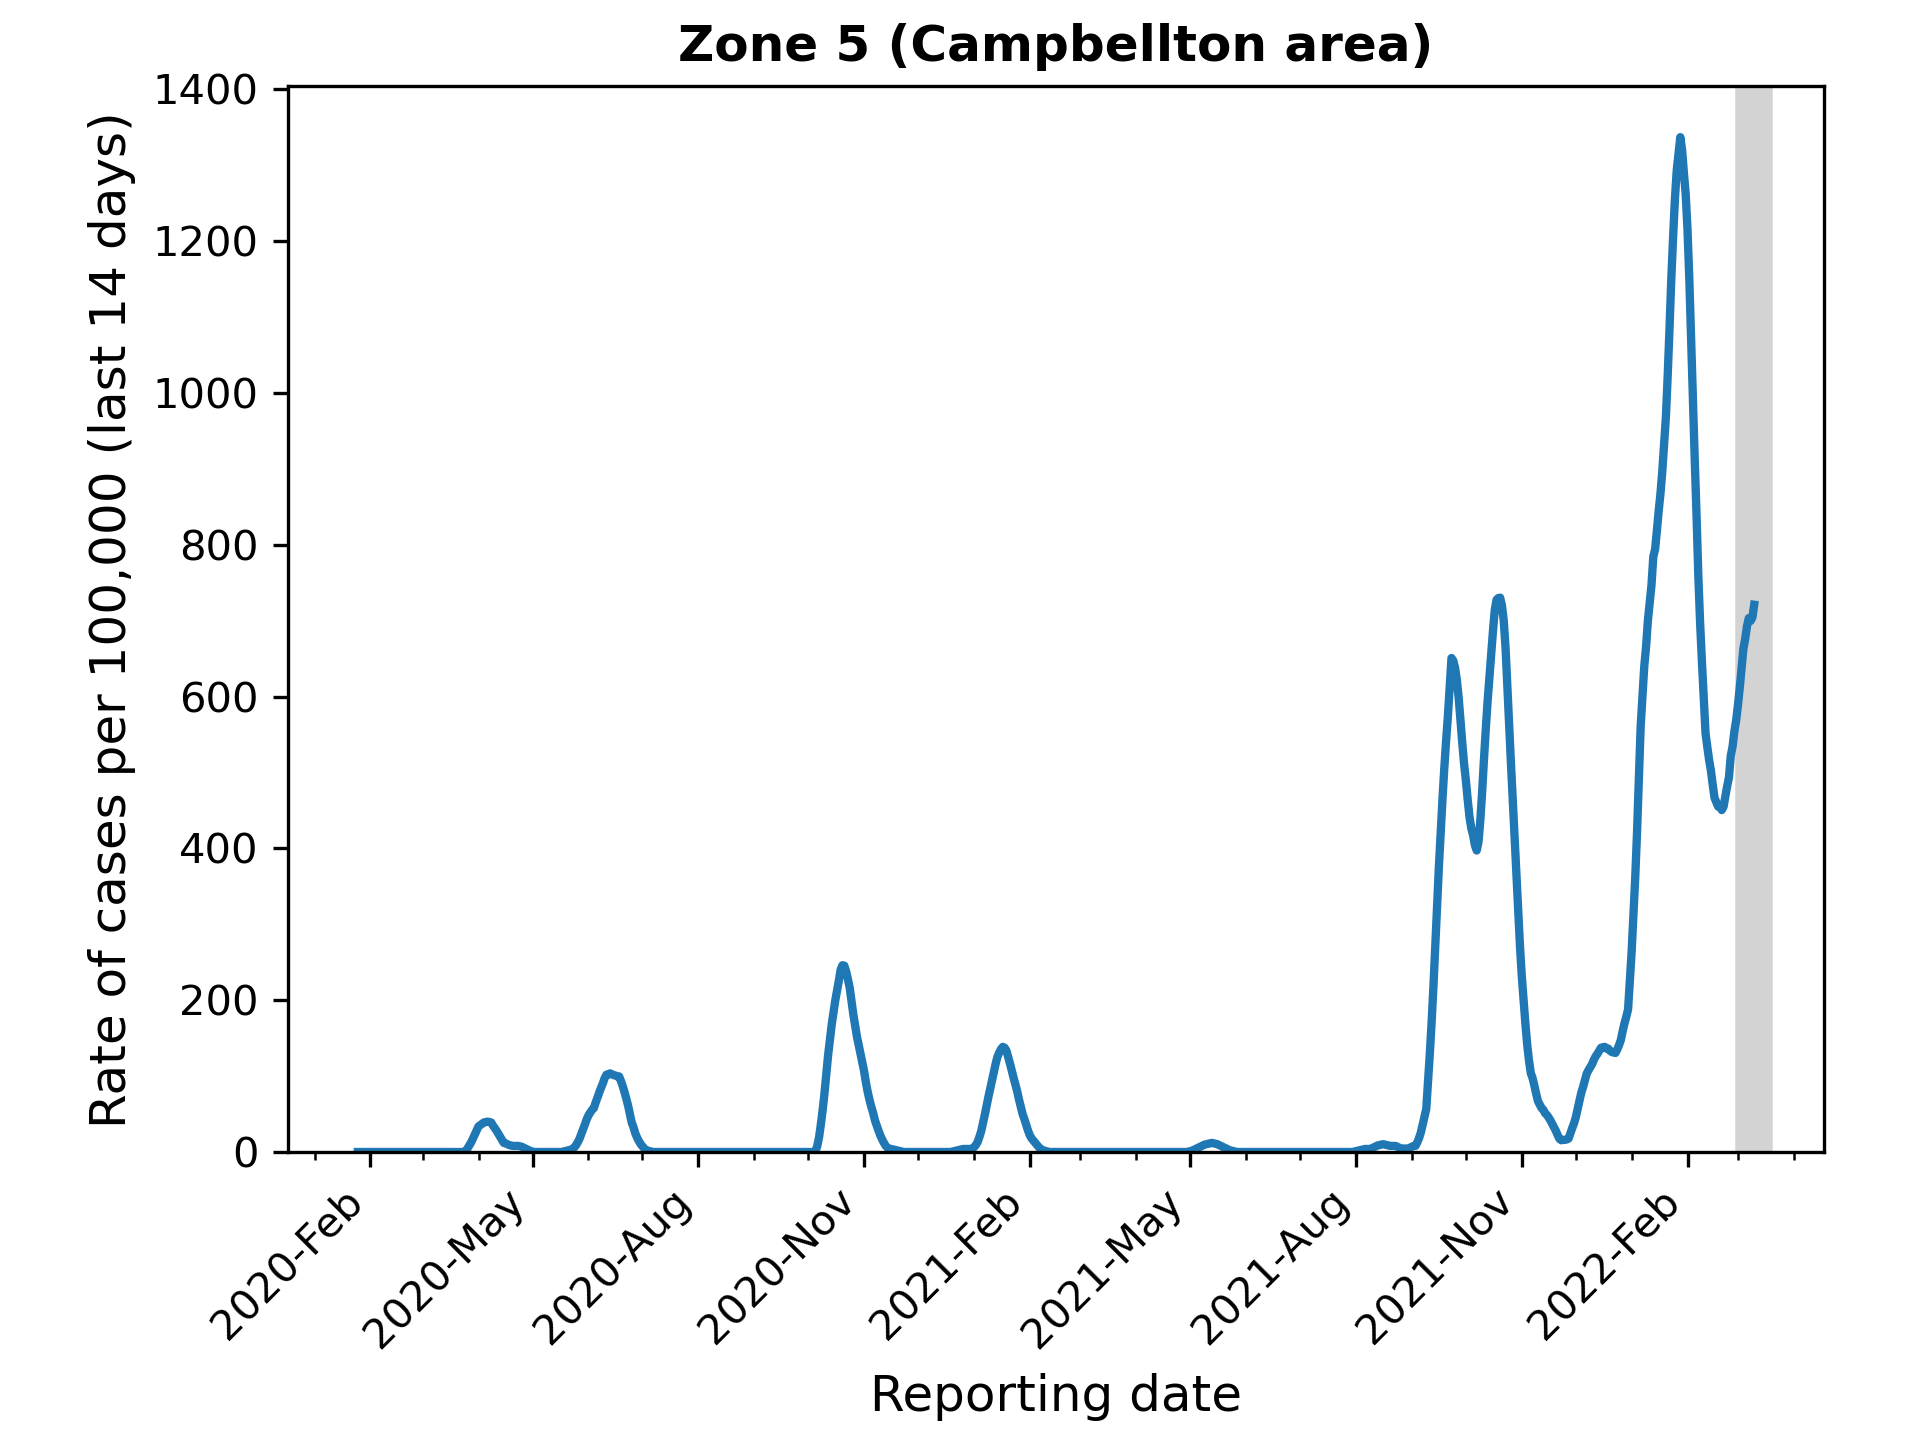 Zone 5 (Campbellton area)
Rate of cases per 100,000 (last 14 days)
1400
1200
1000
800
600
400
200
0
2020-Feb
2020-May
2020-Aug
2020-Nov
2021-Feb
2021-May
2021-Aug
2021-Nov
2022-Feb
Reporting date